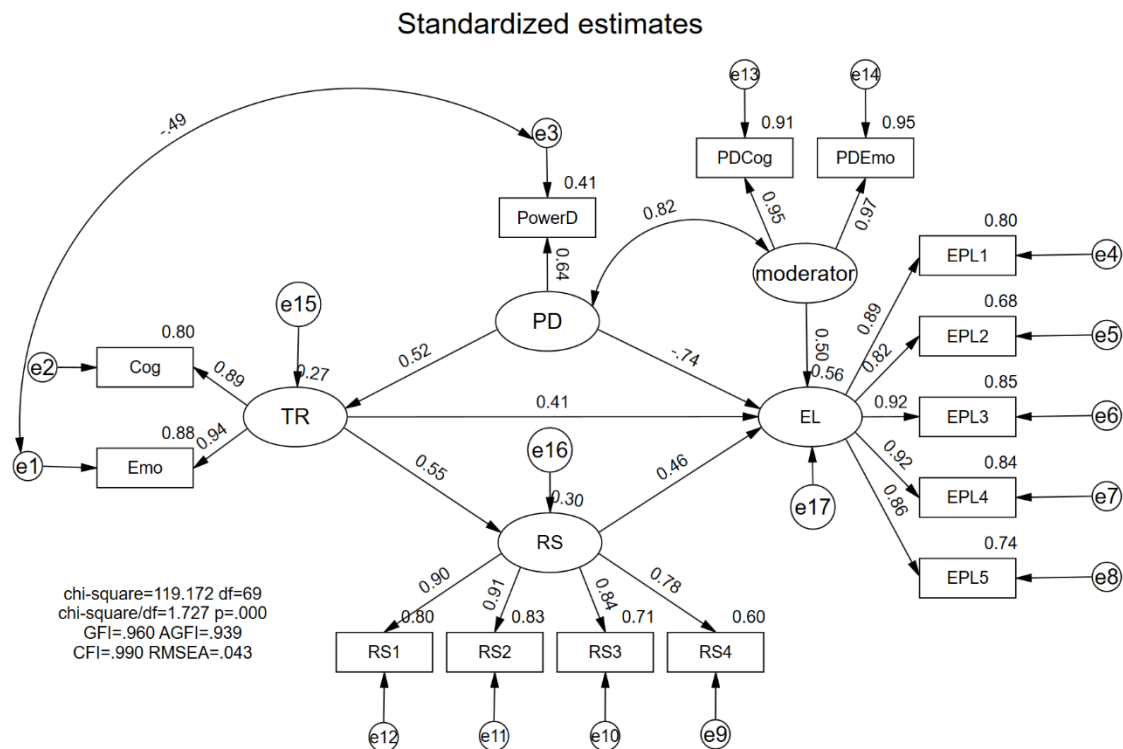 Standardized estimates
e13
e14
-.49
e3
0.91
0.95
PDCog
PDEmo
0.41
PowerD
0.82
0.95
0.97
0.80
EPL1
e4
0.64
moderator
e15
PD
0.89
0.68
EPL2
e5
0.80
0.50
0.82
e2
Cog
0.52
-.74
0.89
0.27
0.56
0.85
TR
0.41
EL
0.92
EPL3
e6
0.88
0.94
e1
Emo
e16
0.92
0.84
0.55
0.46
0.86
EPL4
e7
0.30
e17
RS
0.74
EPL5
e8
0.90
0.91
0.84
0.78
chi-square=119.172 df=69
chi-square/df=1.727 p=.000
GFI=.960 AGFI=.939
CFI=.990 RMSEA=.043
0.80
0.83
0.71
0.60
RS1
RS2
RS3
RS4
e12
e11
e10
e9